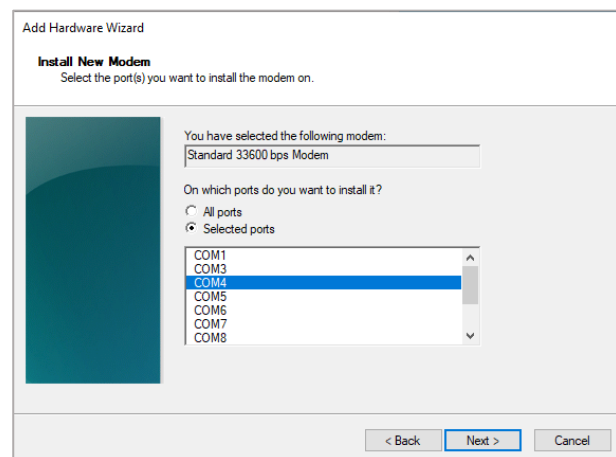 Add Hardware Wizard
Install New Modem
Select the port(s) you want to install the modem on.
You have selected the following modem:
Standard 33600 bps Modem
On which ports do you want to install it?
All ports
Selected ports
COM1
COM3
COM4
COM5
COM6
COM7
COM8
< Back Next > Cancel